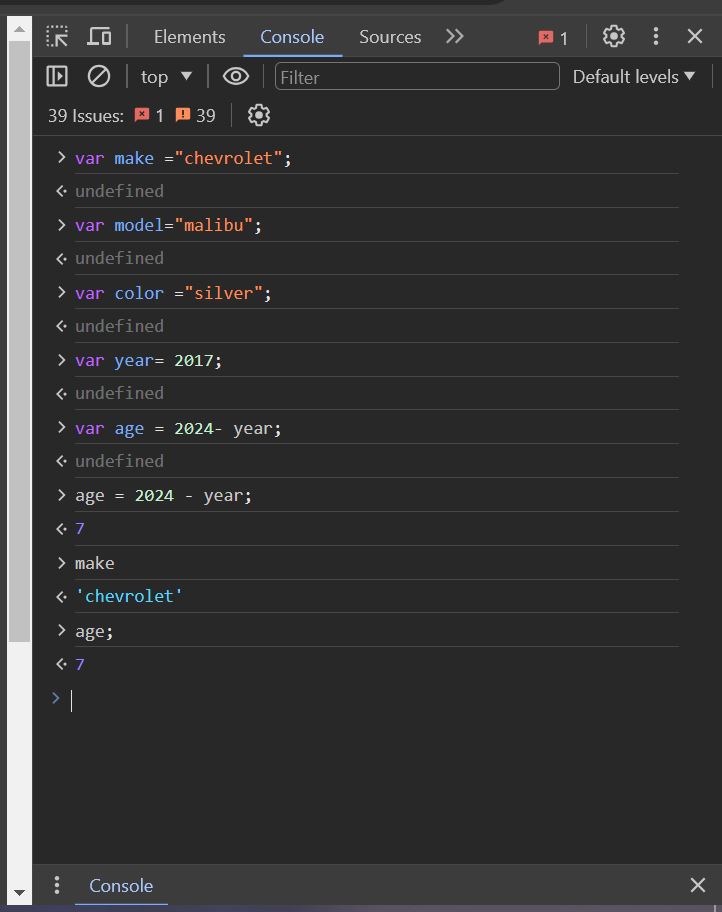 Elements Console Sources 1
top Filter Default levels
39 Issues: 1 39
> var make ="chevrolet";
undefined
> var model="malibu";
undefined
> var color ="silver";
undefined
> var year= 2017;
undefined
> var age = 2024- year;
undefined
> age = 2024 - year;
7
> make
'chevrolet'
> age;
7
>
Console